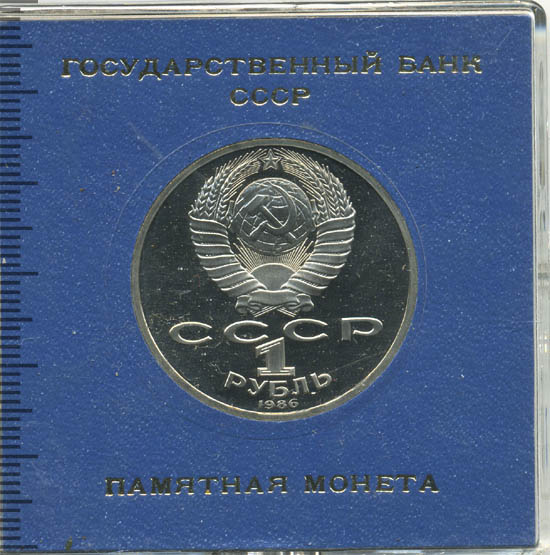 ГОСУДАРСТВЕННЫЙ БАНК
СССР
СССР
1
РУБЛЬ
1986
ПАМЯТНАЯ МОНЕТА